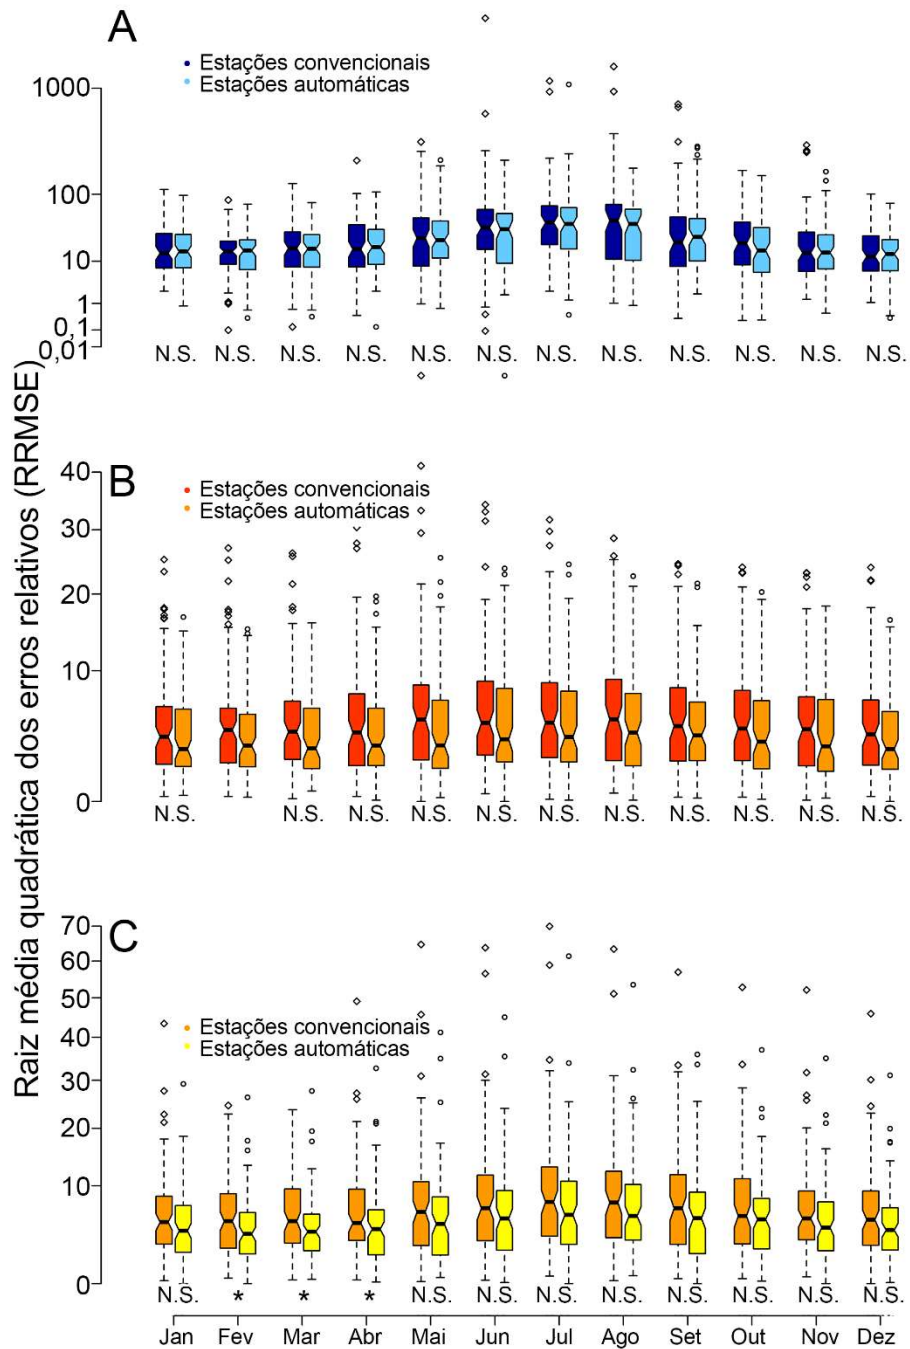 Raiz média quadrática dos erros relativos (RRMSE)
A
Estações convencionais
Estações automáticas
1000
100
10
1
0,1
0,01
N.S. N.S. N.S. N.S. N.S. N.S. N.S. N.S. N.S. N.S. N.S. N.S.
B
Estações convencionais
Estações automáticas
40
30
20
10
0
N.S. N.S. N.S. N.S. N.S. N.S. N.S. N.S. N.S. N.S. N.S.
C
Estações convencionais
Estações automáticas
70
60
50
40
30
20
10
0
N.S. * * * N.S. N.S. N.S. N.S. N.S. N.S. N.S. N.S.
Jan Fev Mar Abr Mai Jun Jul Ago Set Out Nov Dez